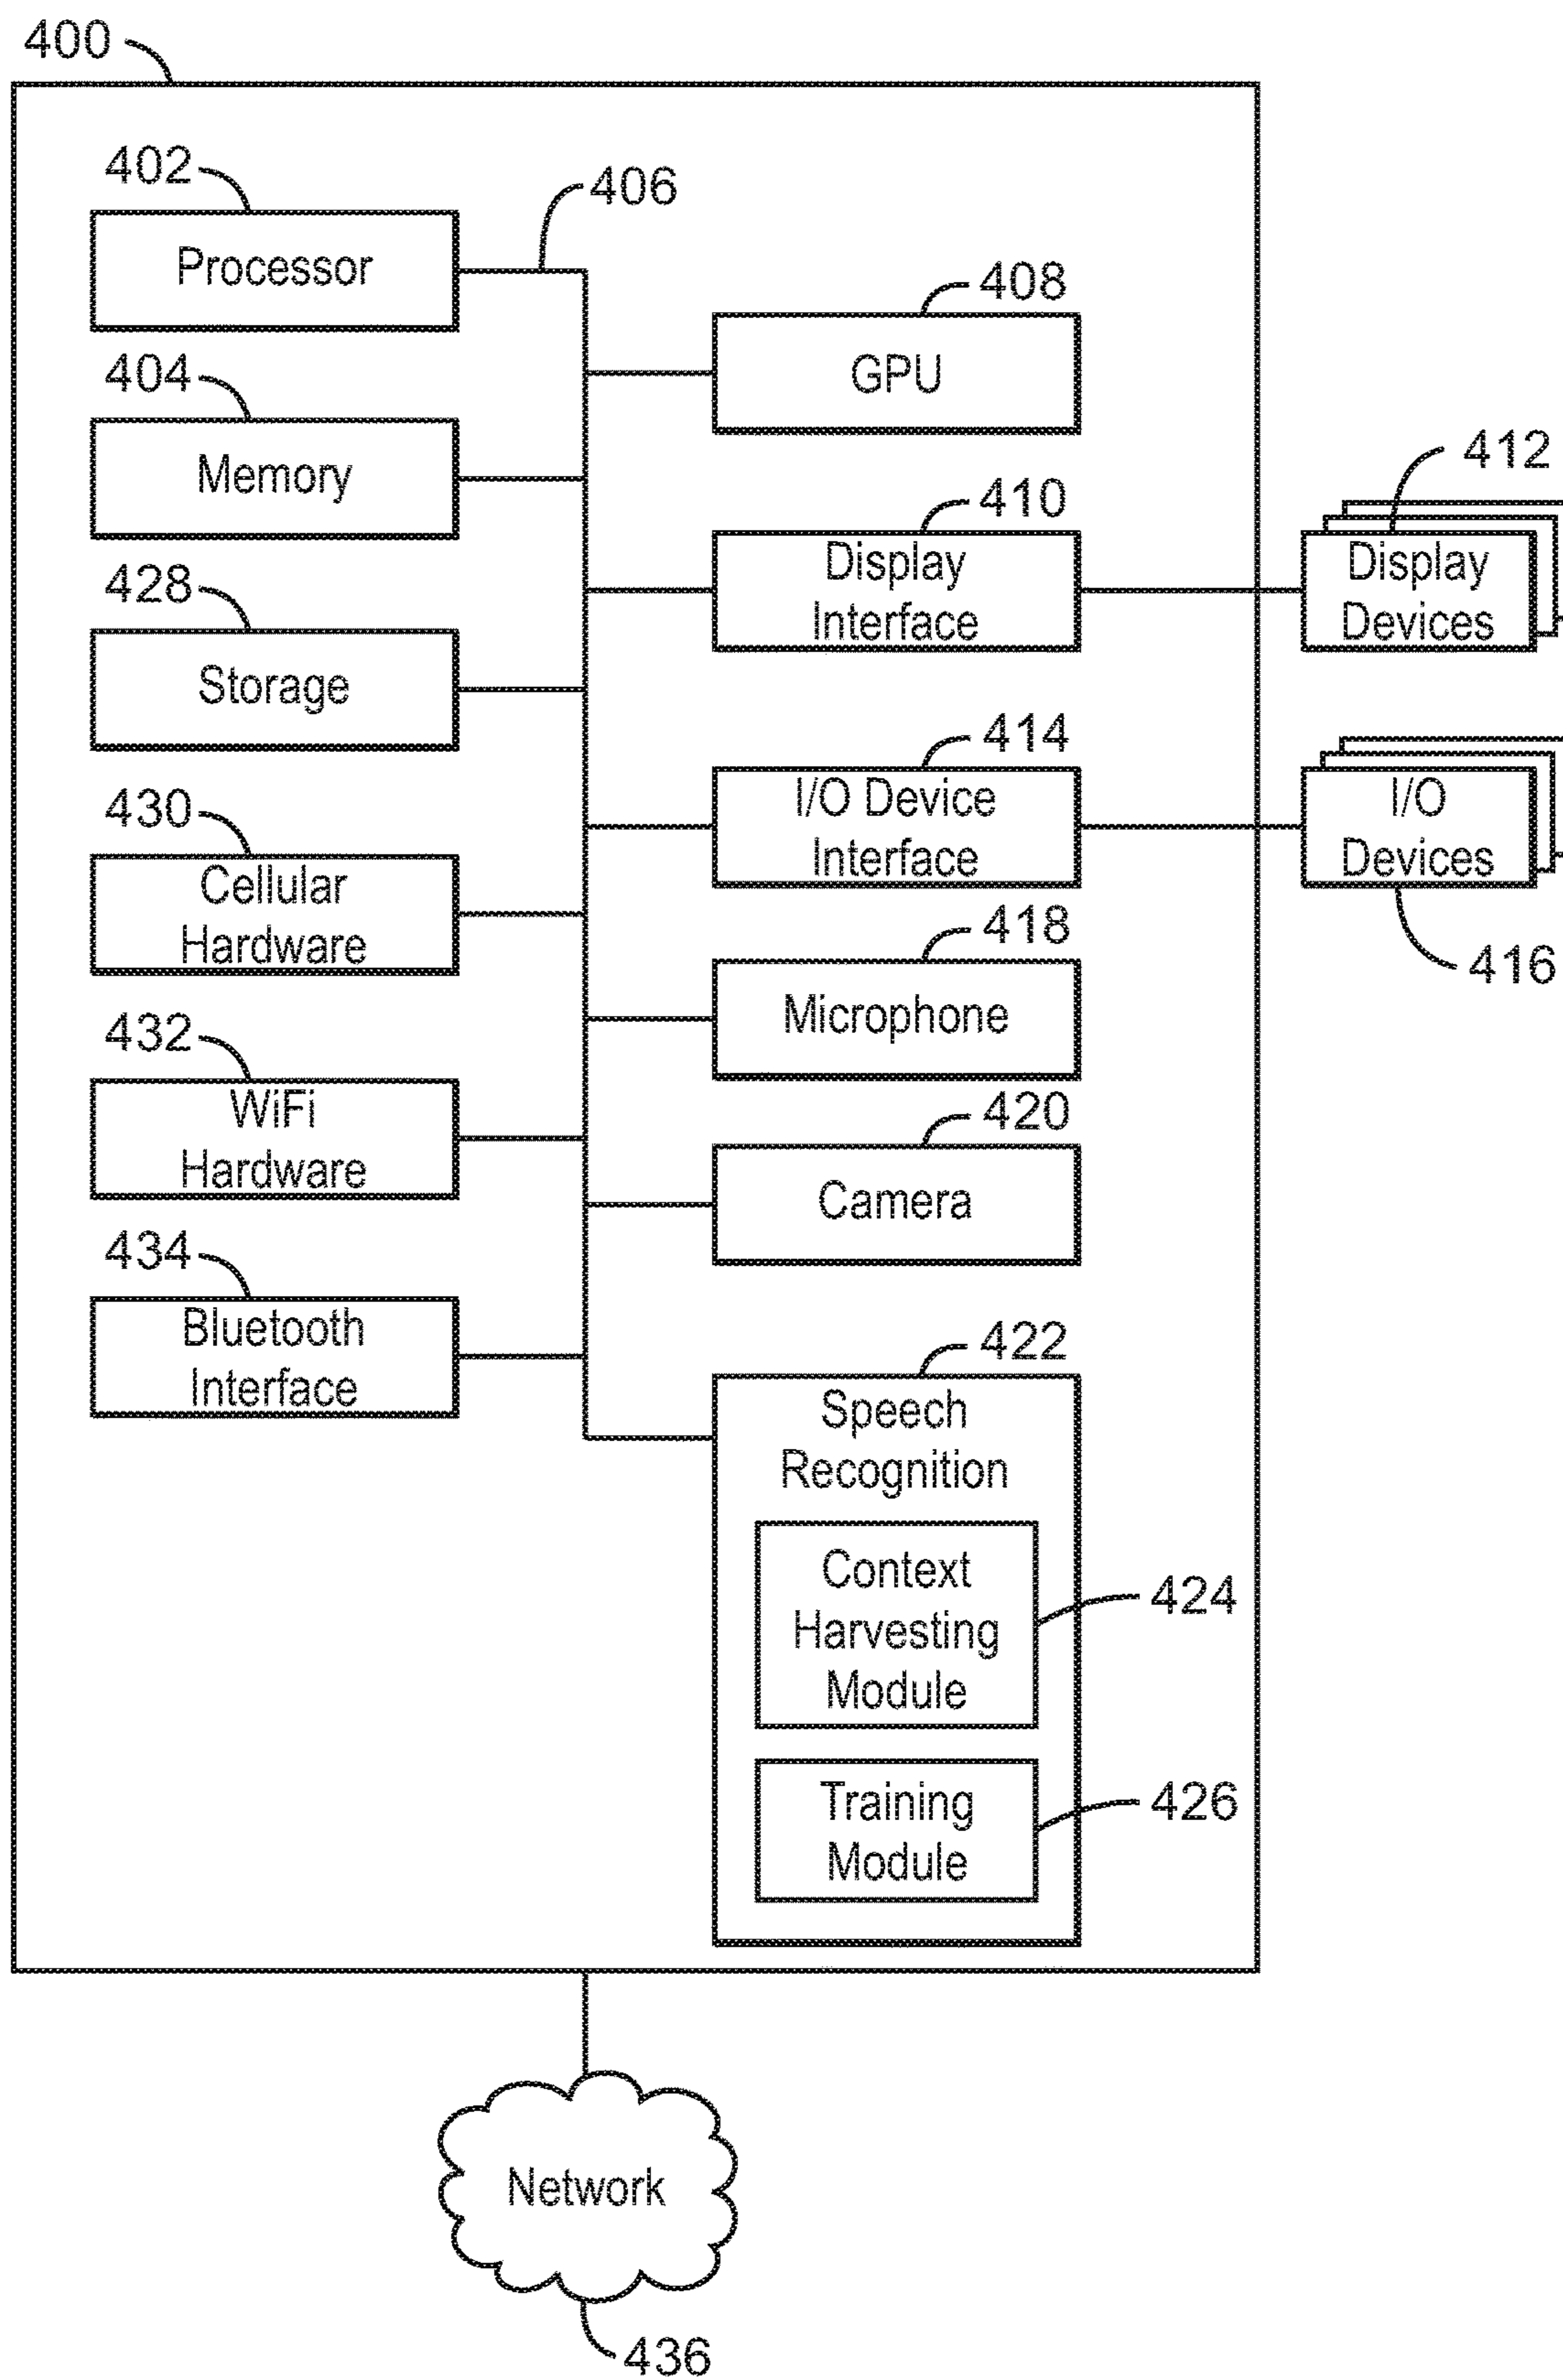 400
402
406
Processor
408
GPU
404
Memory
412
410
Display
Interface
Display
Devices
428
Storage
414
I/O Device
Interface
I/O
Devices
416
430
Cellular
Hardware
418
Microphone
432
WiFi
Hardware
420
Camera
434
Bluetooth
Interface
422
Speech
Recognition
Context
Harvesting
Module
424
Training
Module
426
Network
436